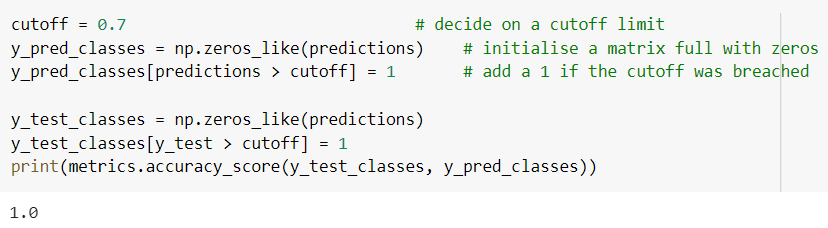 cutoff = 0.7                              # decide on a cutoff limit
y_pred_classes = np.zeros_like(predictions)    # initialise a matrix full with zeros
y_pred_classes[predictions > cutoff] = 1       # add a 1 if the cutoff was breached
y_test_classes = np.zeros_like(predictions)
y_test_classes[y_test > cutoff] = 1
print(metrics.accuracy_score(y_test_classes, y_pred_classes))
1.0